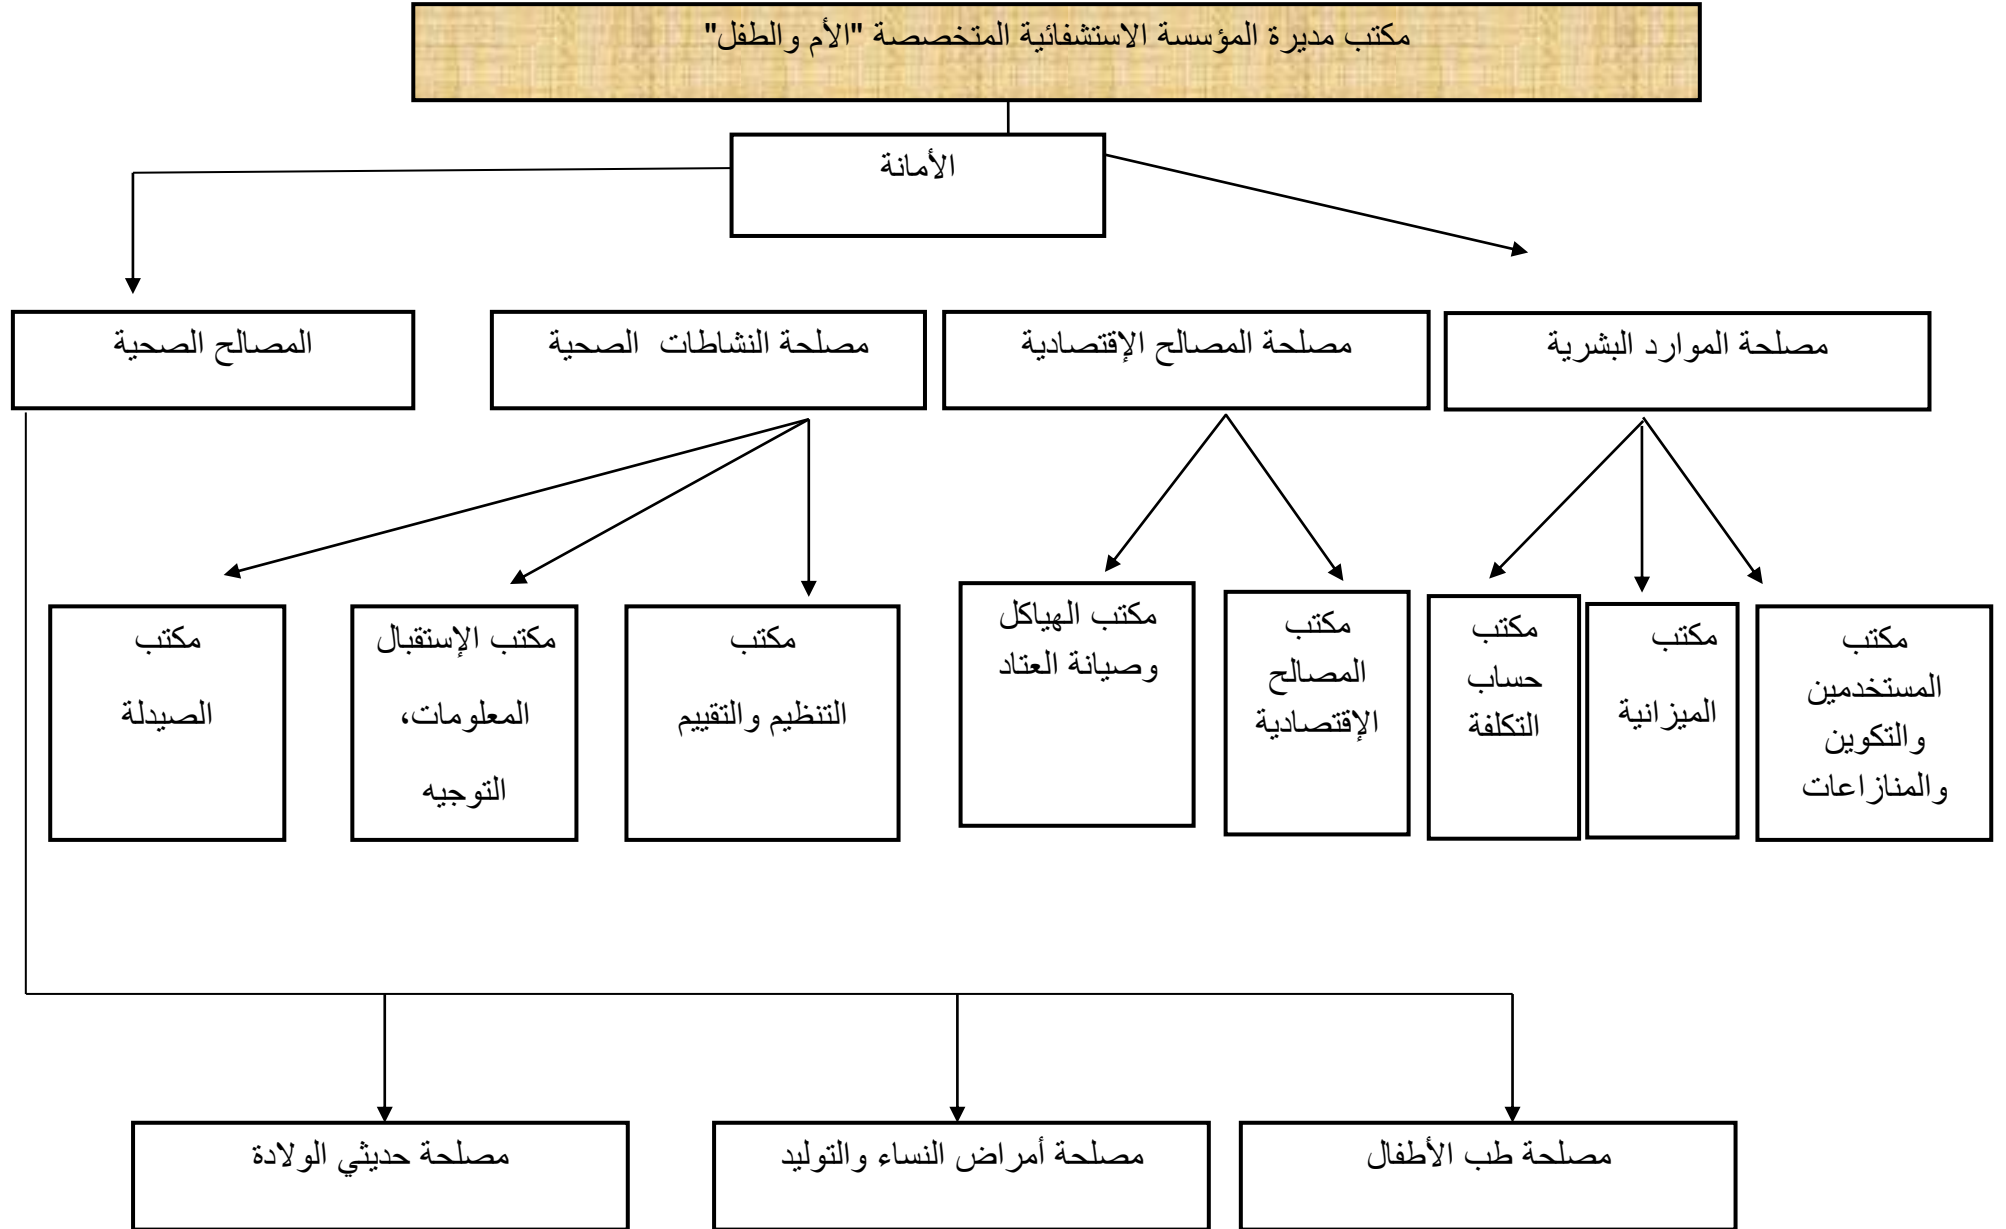 مكتب مديرة المؤسسة الاستشفائية المتخصصة "الأم والطفل"
الأمانة
مصلحة الموارد البشرية
مصلحة المصالح الإقتصادية
مصلحة النشاطات الصحية
المصالح الصحية
مكتب
المستخدمين
والتكوين
والمنازاعات
مكتب
الميزانية
مكتب
حساب
التكلفة
مكتب
المصالح
الإقتصادية
مكتب الهياكل
وصيانة العتاد
مكتب
التنظيم والتقييم
مكتب الإستقبال
المعلومات،
التوجيه
مكتب
الصيدلة
مصلحة طب الأطفال
مصلحة أمراض النساء والتوليد
مصلحة حديثي الولادة